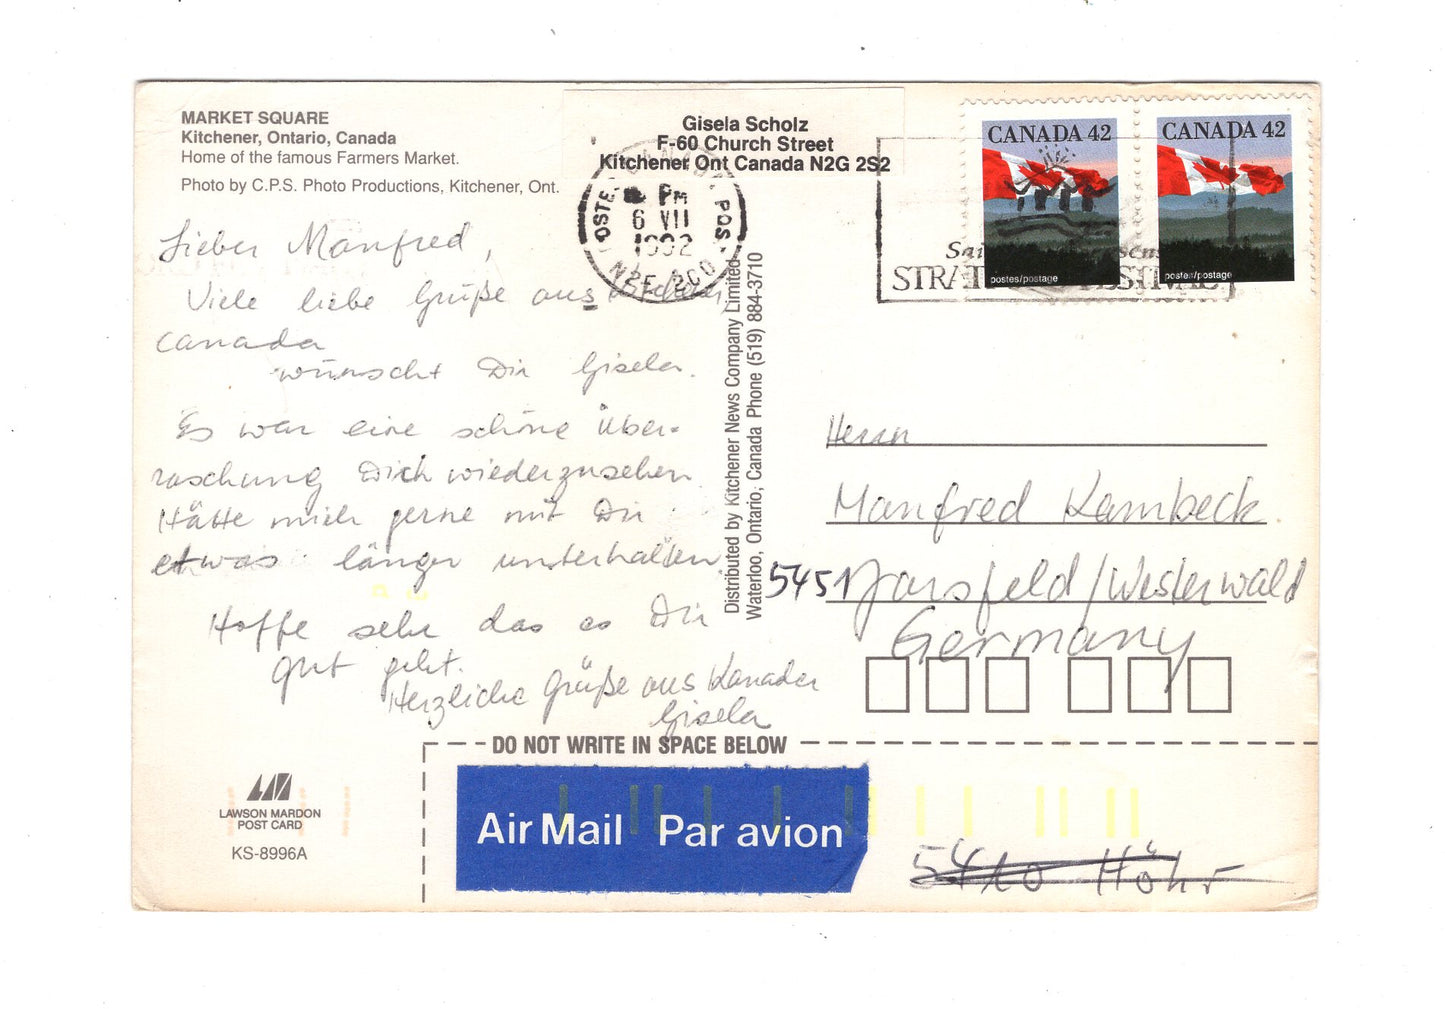 MARKET SQUARE
Kitchener, Ontario, Canada
Home of the famous Farmers Market.
Photo by C.P.S. Photo Productions, Kitchener, Ont.
Gisela Scholz
F-60 Church Street
Kitchener Ont Canada N2G 2S2
PM
6 VII
1992
CANADA 42
postes/postage
CANADA 42
postes/postage
STRAT
Lieber Manfred,
Viele liebe Grüße aus
Canada
wünscht Dir Gisela.
Es war eine schöne Über-
raschung Dich wiederzusehen.
Hätte mich gerne mit Dir
etwas länger unterhalten.
Hoffe sehr das es Dir
gut geht.
Herzliche Grüße aus Kanada
Gisela
Distributed by Kitchener News Company Limited
Waterloo, Ontario, Canada Phone (519) 884-3710
Herrn
Manfred Kambeck
5451 /Westerwald
Germany
DO NOT WRITE IN SPACE BELOW
LAWSON MARDON
POST CARD
KS-8996A
Air Mail Par avion
5410 Höhr